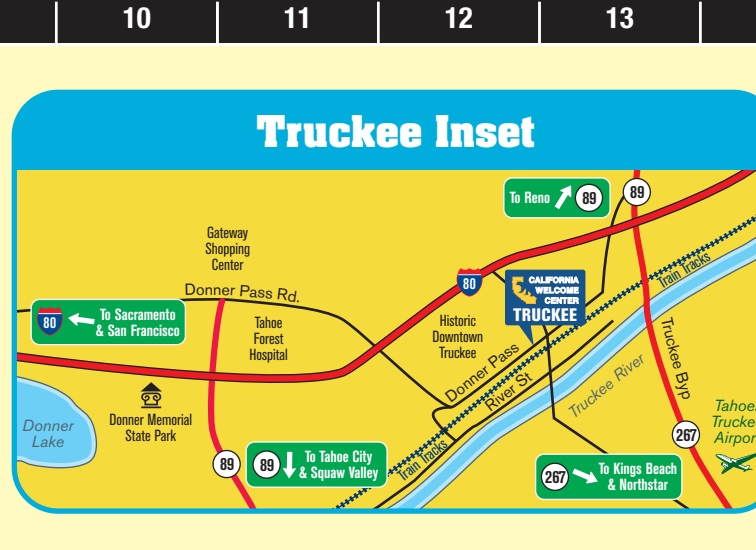 10
11
12
13
Truckee Inset
To Reno
89
89
Gateway
Shopping
Center
Donner Pass Rd.
80
To Sacramento
& San Francisco
80
CALIFORNIA
WELCOME
CENTER
TRUCKEE
Train Tracks
Tahoe
Forest
Hospital
Historic
Downtown
Truckee
Donner Pass
River St
Truckee River
Truckee Byp
Donner Memorial
State Park
Donner
Lake
89
89
To Tahoe City
& Squaw Valley
Train Tracks
267
To Kings Beach
& Northstar
267
Tahoe
Trucke
Airpor